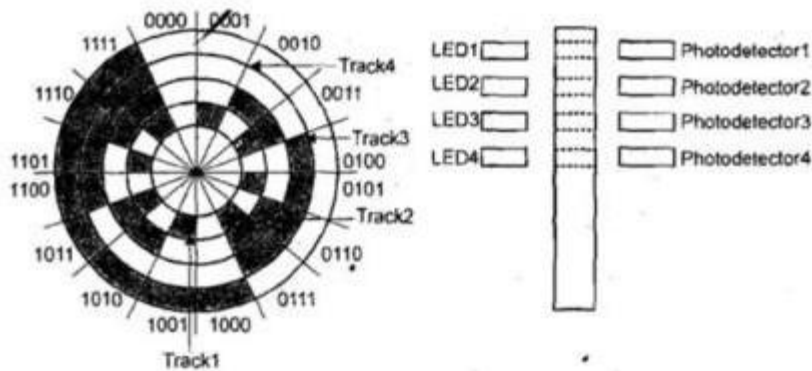 0000 0001
1111 0010
Track4
1110 0011
Track3
1101 0100
1100 0101
Track2
1011 0110
1010 0111
1001 1000
Track1
LED1 Photodetector1
LED2 Photodetector2
LED3 Photodetector3
LED4 Photodetector4